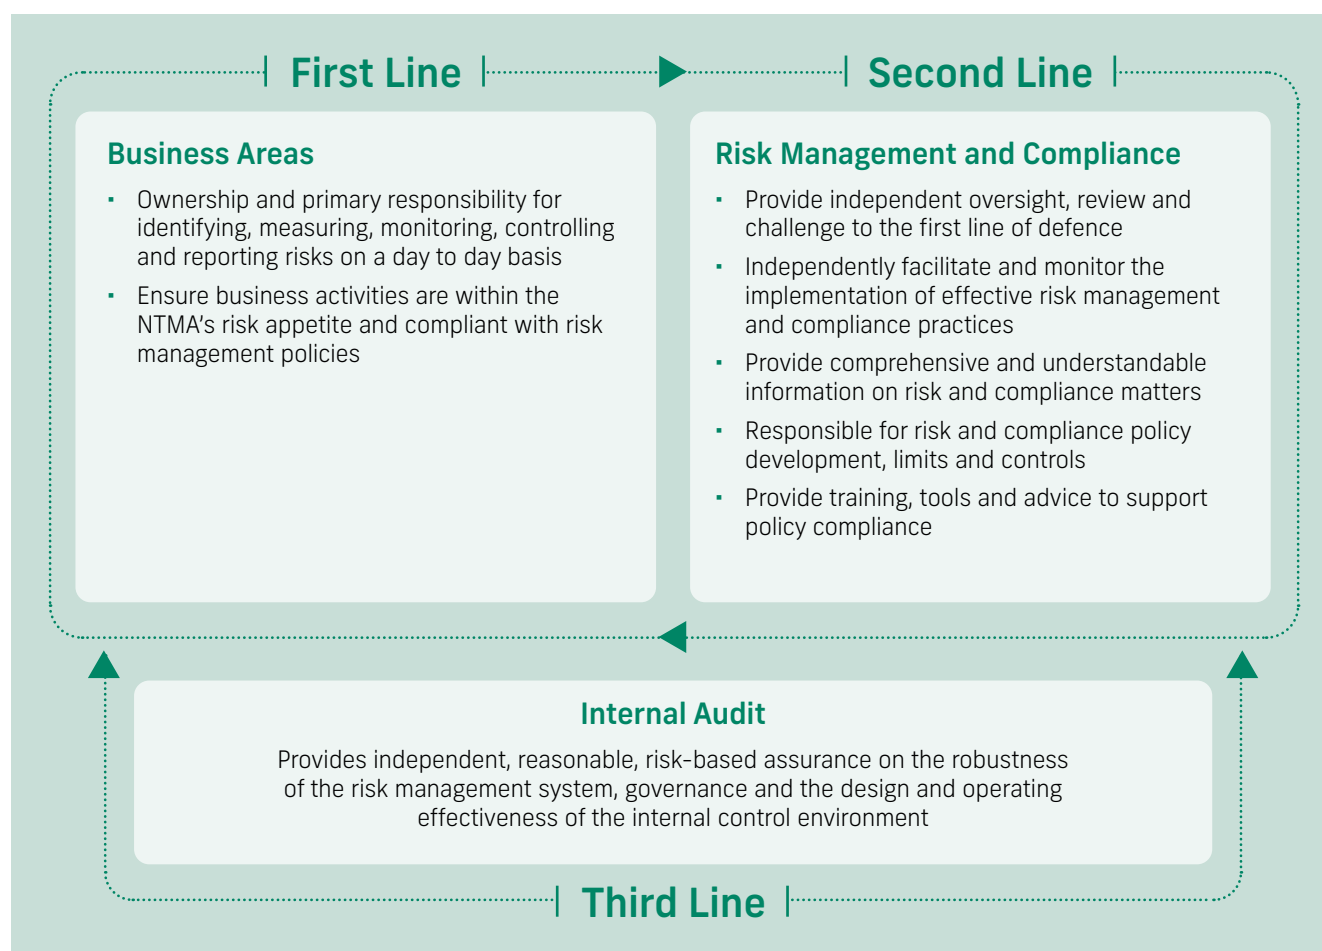 First Line
Second Line
Business Areas
▪ Ownership and primary responsibility for
identifying, measuring, monitoring, controlling
and reporting risks on a day to day basis
▪ Ensure business activities are within the
NTMA’s risk appetite and compliant with risk
management policies
Risk Management and Compliance
▪ Provide independent oversight, review and
challenge to the first line of defence
▪ Independently facilitate and monitor the
implementation of effective risk management
and compliance practices
▪ Provide comprehensive and understandable
information on risk and compliance matters
▪ Responsible for risk and compliance policy
development, limits and controls
▪ Provide training, tools and advice to support
policy compliance
Internal Audit
Provides independent, reasonable, risk-based assurance on the robustness
of the risk management system, governance and the design and operating
effectiveness of the internal control environment
Third Line